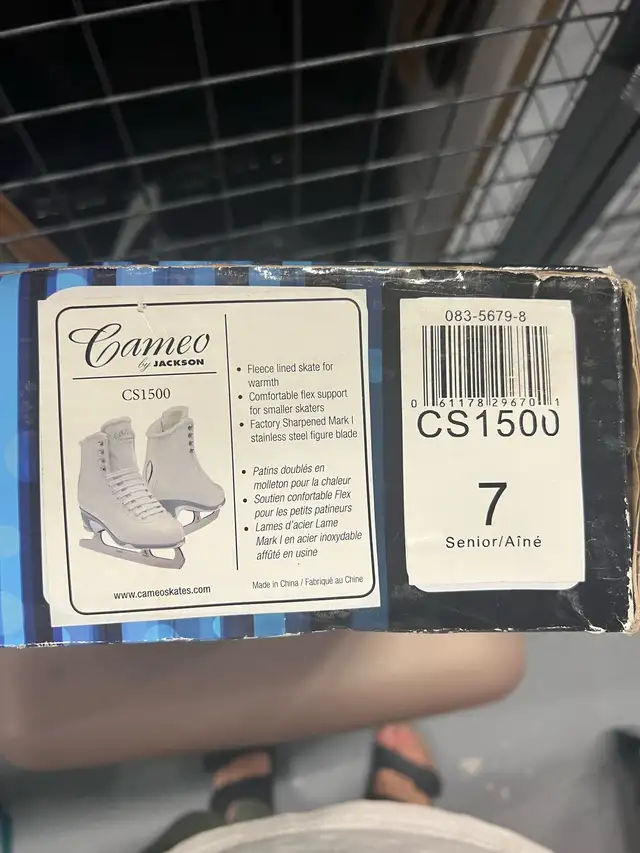 Cameo
by JACKSON
CS1500
• Fleece lined skate for
warmth
• Comfortable flex support
for smaller skaters
• Factory Sharpened Mark I
stainless steel figure blade
• Patins doublés en
molleton pour la chaleur
• Soutien confortable Flex
pour les petits patineurs
• Lames d'acier Lame
Mark I en acier inoxydable
affûté en usine
www.cameoskates.com
Made in China / Fabriqué au Chine
083-5679-8
0 61178 29670 1
CS1500
7
Senior/Aîné